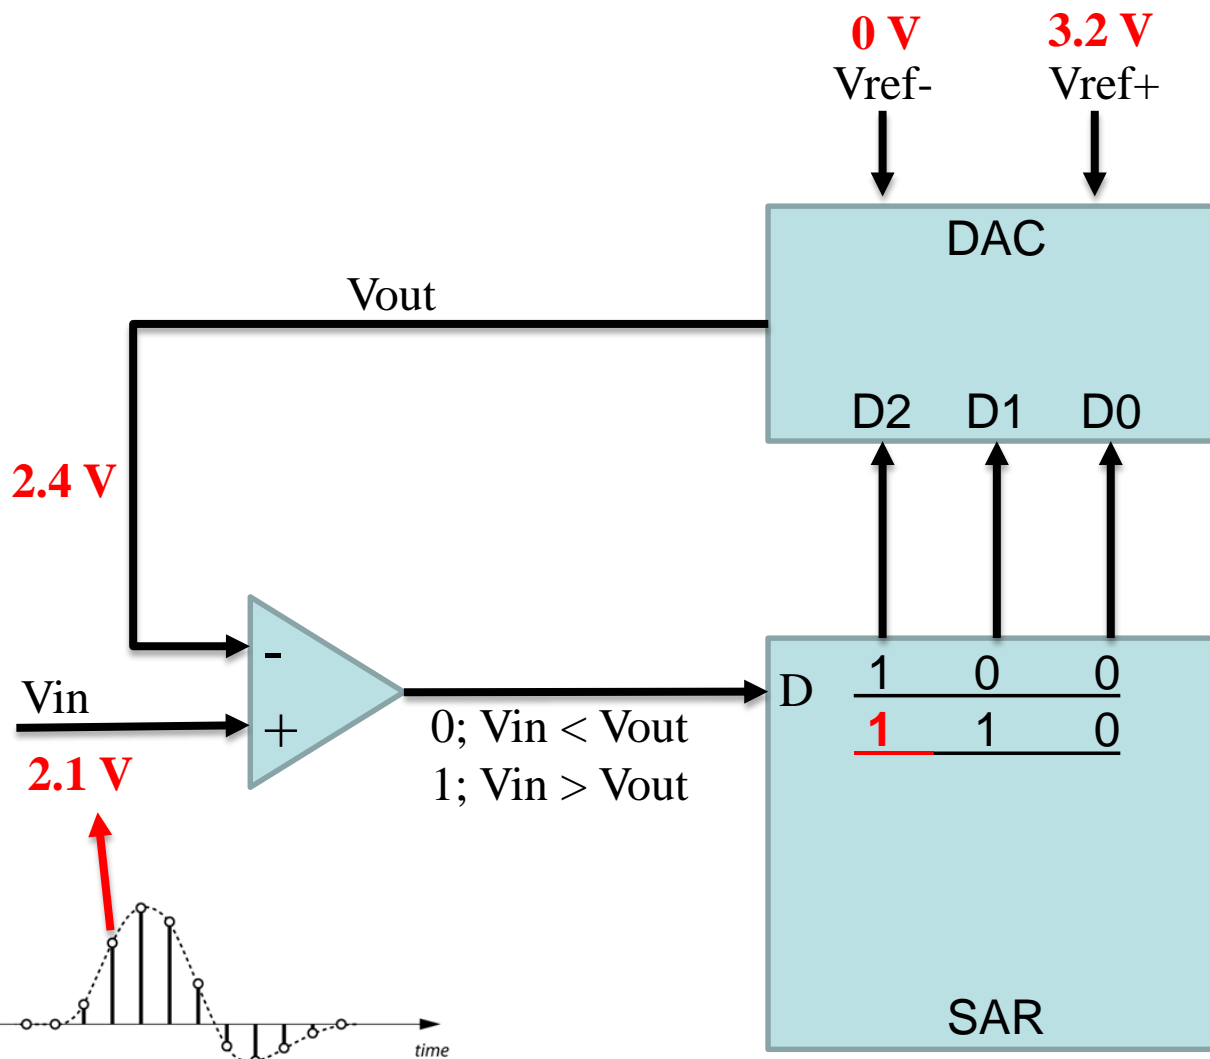 0 V 3.2 V
Vref- Vref+
DAC
Vout
D2 D1 D0
2.4 V
-
Vin
+
D 1 0 0
1 1 0
0; Vin < Vout
1; Vin > Vout
2.1 V
SAR
time